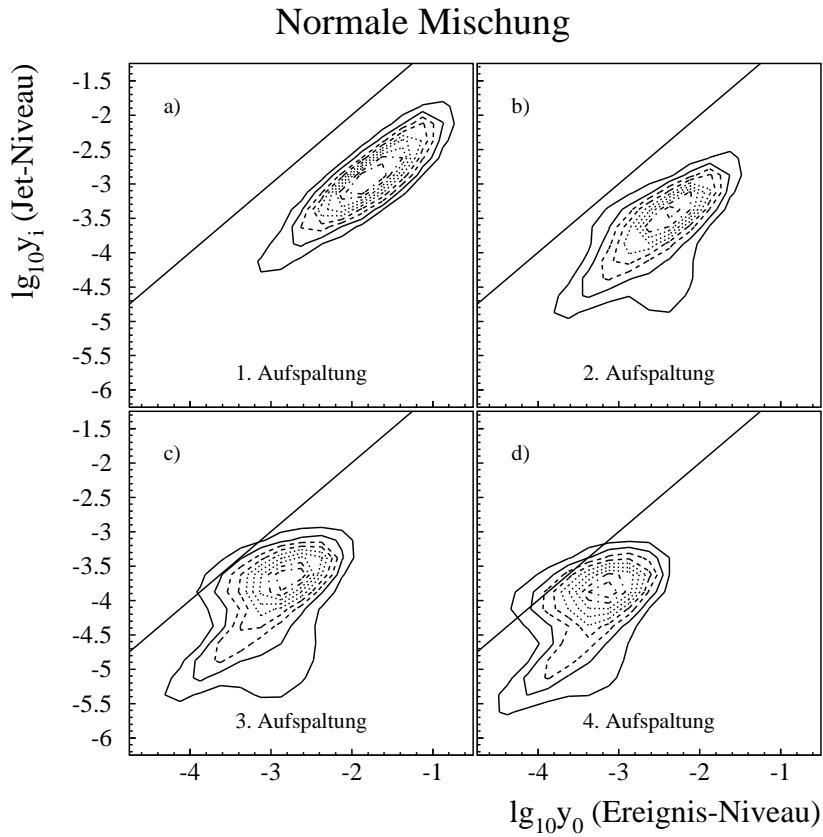 Normale Mischung
lg10yi (Jet-Niveau)
a)
b)
-1.5
-2
-2.5
-3
-3.5
-4
-4.5
-5
-5.5
-6
1. Aufspaltung
2. Aufspaltung
c)
d)
-1.5
-2
-2.5
-3
-3.5
-4
-4.5
-5
-5.5
-6
3. Aufspaltung
4. Aufspaltung
-4 -3 -2 -1
-4 -3 -2 -1
lg10y0 (Ereignis-Niveau)